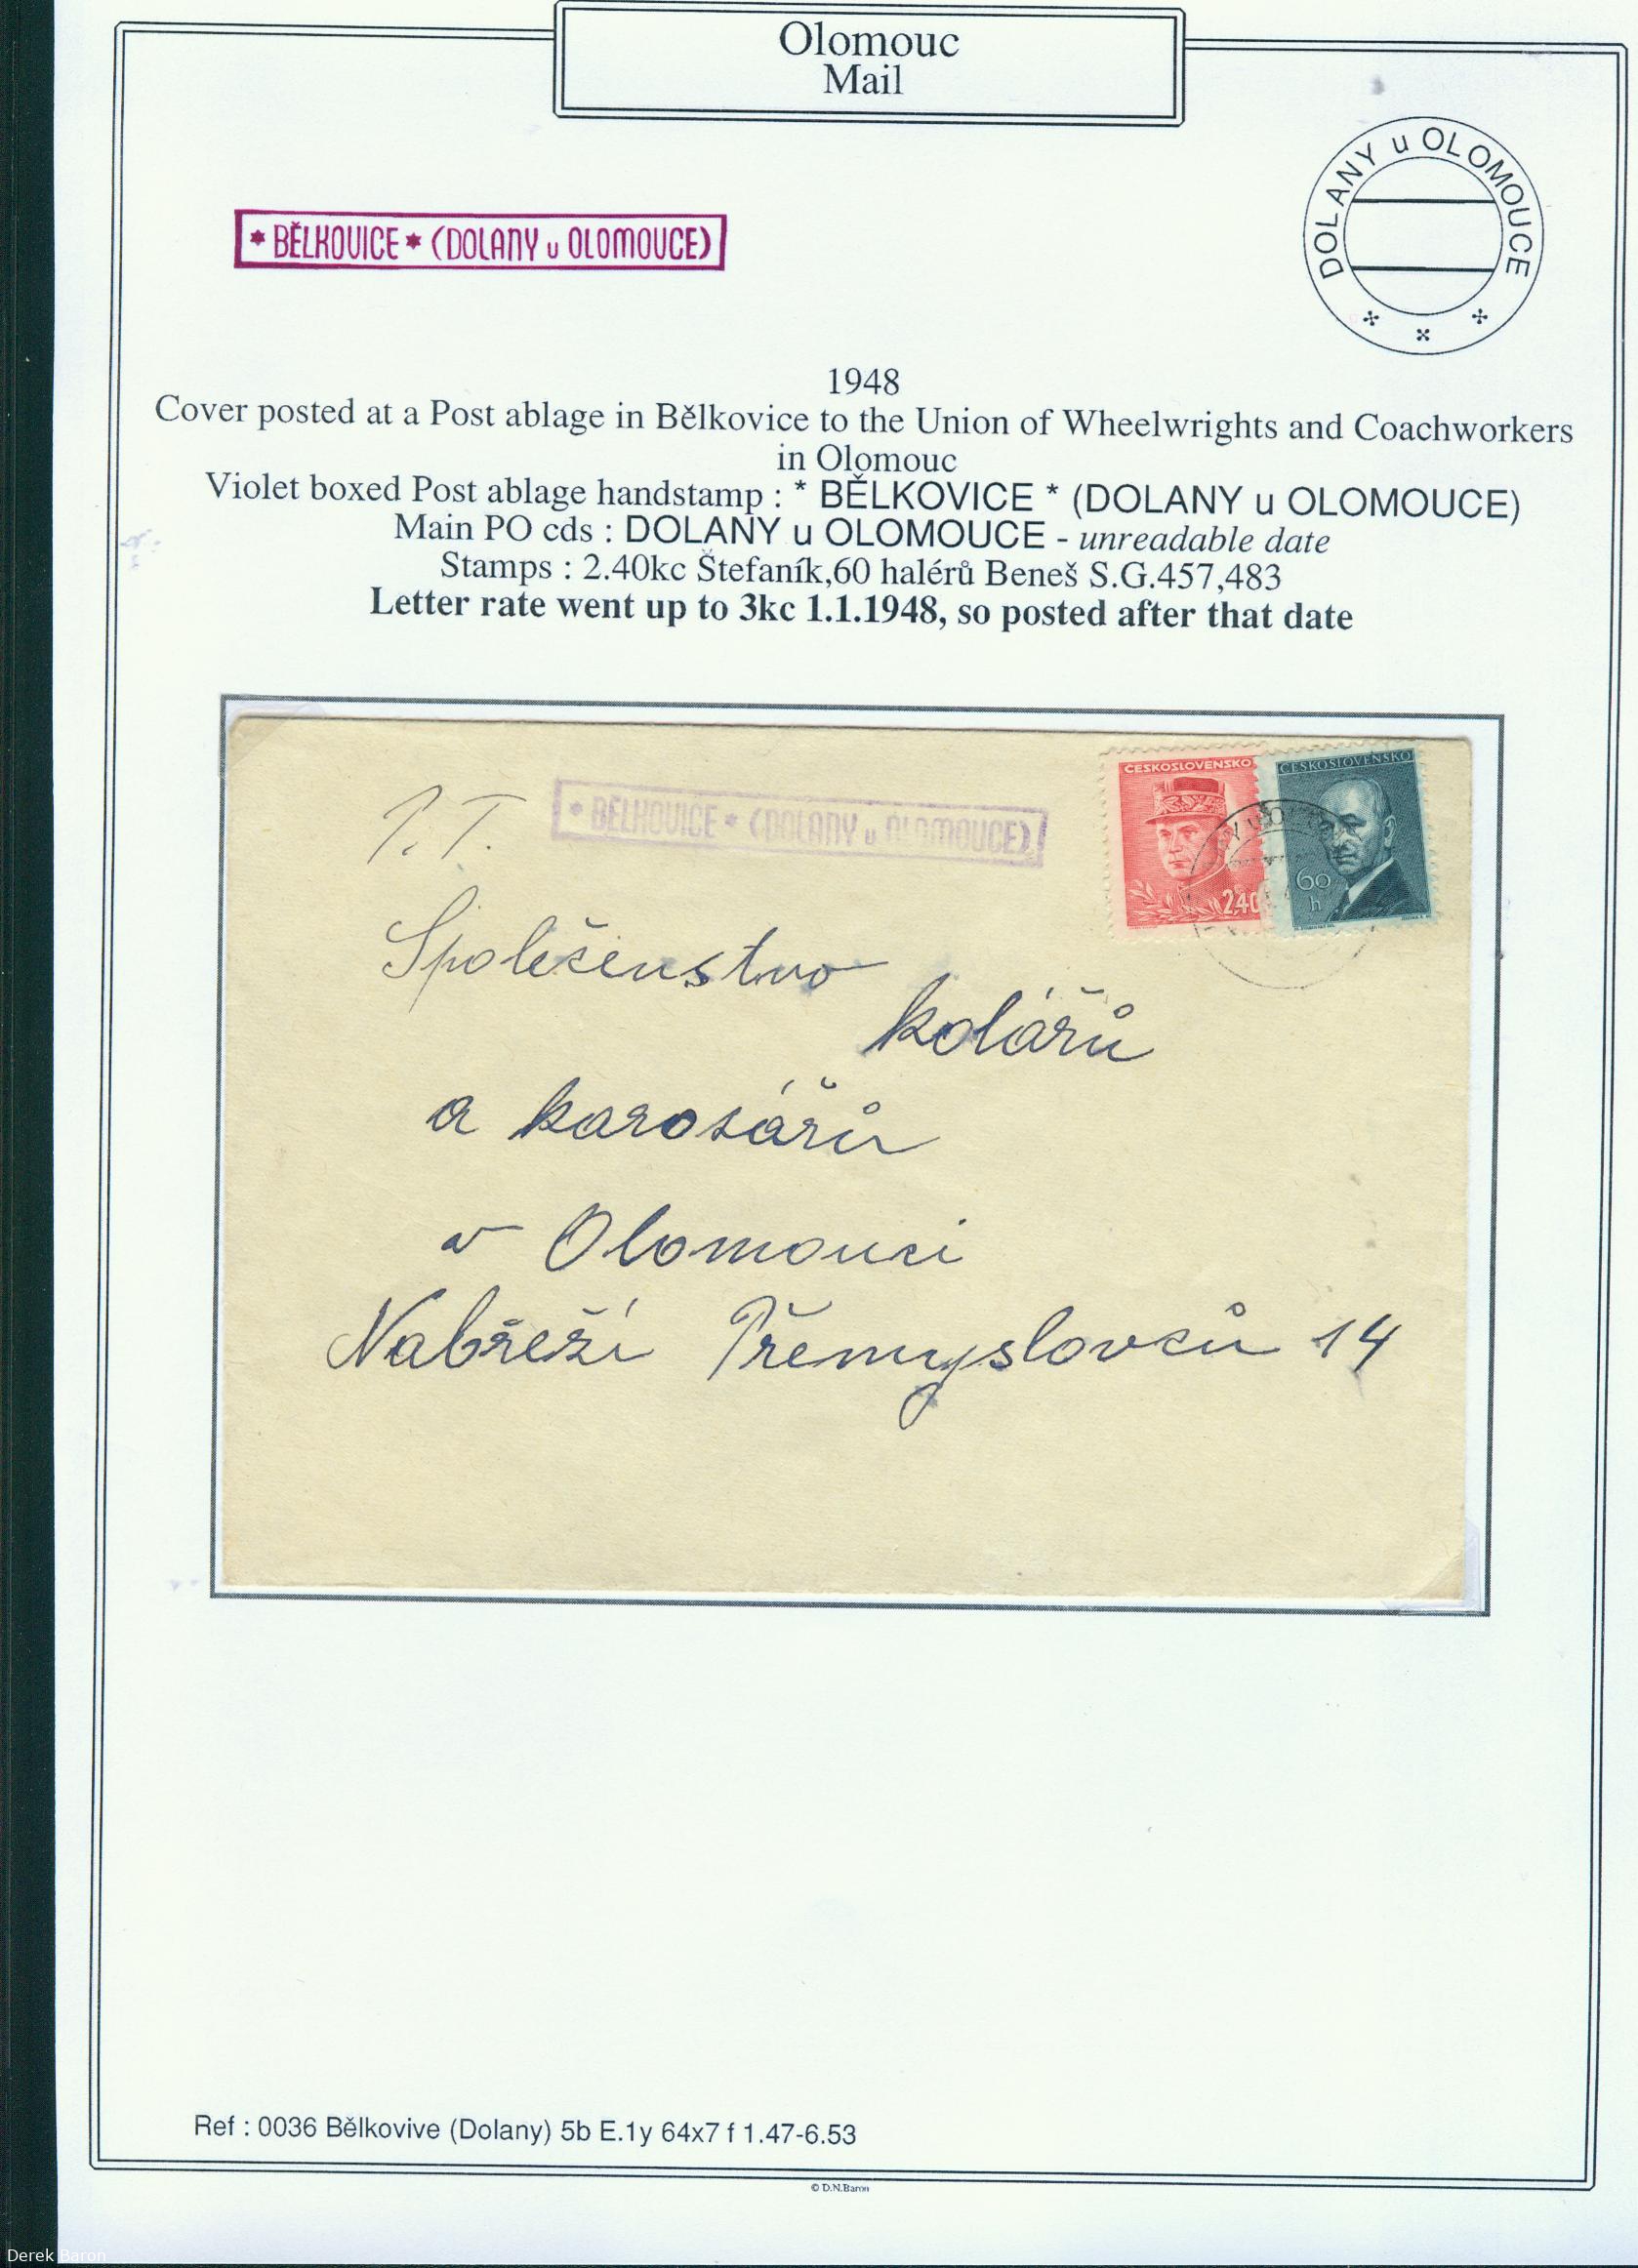 Olomouc
Mail
* BĚLKOVICE * (DOLANY u OLOMOUCE)
DOLANY u OLOMOUCE
1948
Cover posted at a Post ablage in Bělkovice to the Union of Wheelwrights and Coachworkers
in Olomouc
Violet boxed Post ablage handstamp : * BĚLKOVICE * (DOLANY u OLOMOUCE)
Main PO cds : DOLANY u OLOMOUCE - unreadable date
Stamps : 2.40kc Štefaník,60 halérů Beneš S.G.457,483
Letter rate went up to 3kc 1.1.1948, so posted after that date
P.T.
* BĚLKOVICE * (DOLANY u OLOMOUCE)
ČESKOSLOVENSKO
2,40
ČESKOSLOVENSKO
60
h
Společenstvo
kolářů
a karosářů
v Olomouci
Nabřeží Přemyslovců 14
Ref : 0036 Bělkovive (Dolany) 5b E.1y 64x7 f 1.47-6.53
© D.N.Baron
Derek Baron